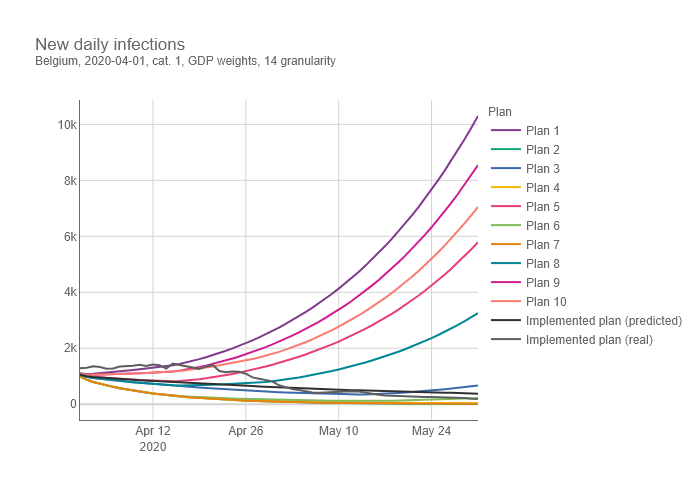 New daily infections
Belgium, 2020-04-01, cat. 1, GDP weights, 14 granularity
Plan
10k
8k
6k
4k
2k
0
Plan 1
Plan 2
Plan 3
Plan 4
Plan 5
Plan 6
Plan 7
Plan 8
Plan 9
Plan 10
Implemented plan (predicted)
Implemented plan (real)
Apr 12
2020
Apr 26
May 10
May 24